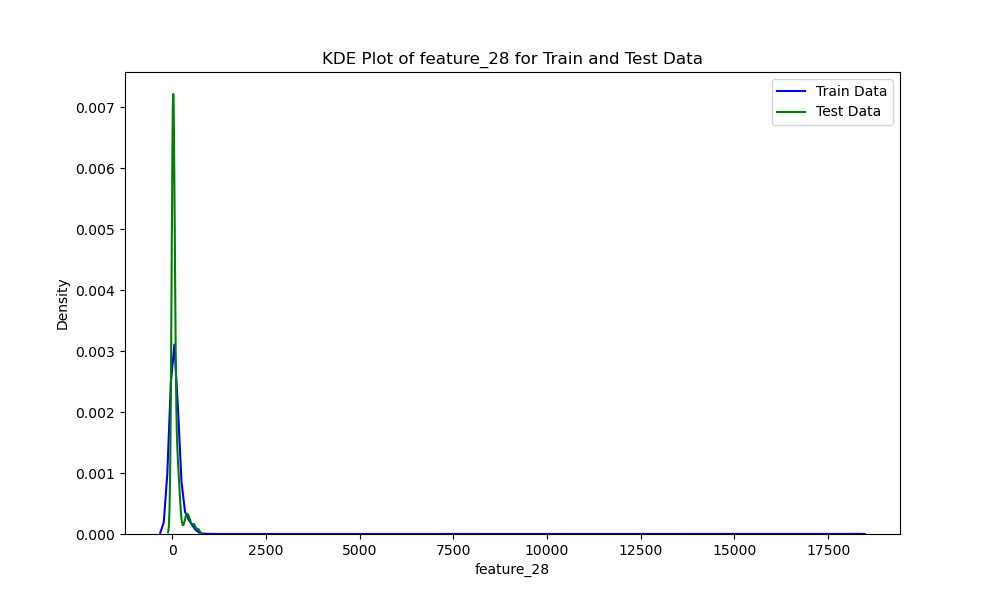 KDE Plot of feature_28 for Train and Test Data
Train Data
Test Data
0.007
0.006
0.005
0.004
0.003
0.002
0.001
0.000
Density
0 2500 5000 7500 10000 12500 15000 17500
feature_28